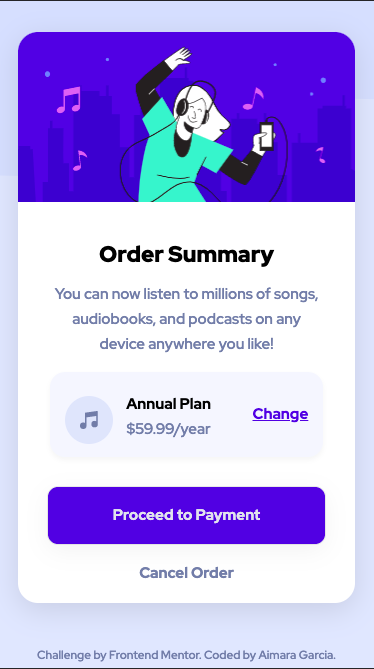 Order Summary
You can now listen to millions of songs,
audiobooks, and podcasts on any
device anywhere you like!
Annual Plan
$59.99/year
Change
Proceed to Payment
Cancel Order
Challenge by Frontend Mentor. Coded by Aimara Garcia.